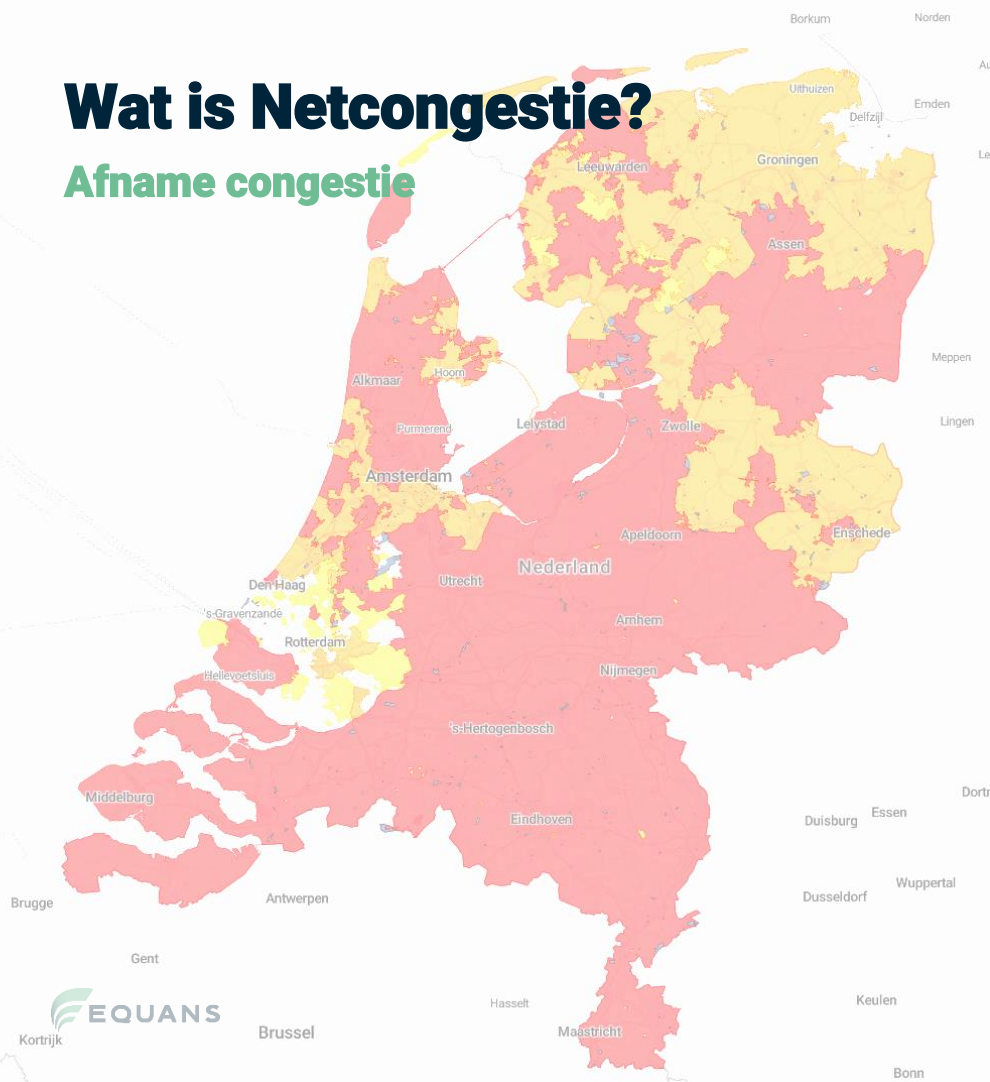 Borkum
Norden
Wat is Netcongestie?
Uithuizen
Emden
Delfzijl
Afname congestie
Leeuwarden
Groningen
Le
Assen
Meppen
Alkmaar
Hoorn
Purmerend
Lelystad
Zwolle
Lingen
Amsterdam
Apeldoorn
Enschede
Den Haag
Utrecht
Nederland
's-Gravenzande
Rotterdam
Arnhem
Hellevoetsluis
Nijmegen
's-Hertogenbosch
Middelburg
Eindhoven
Duisburg
Essen
Dortr
Brugge
Antwerpen
Dusseldorf
Wuppertal
Gent
EQUANS
Hasselt
Keulen
Kortrijk
Brussel
Maastricht
Bonn